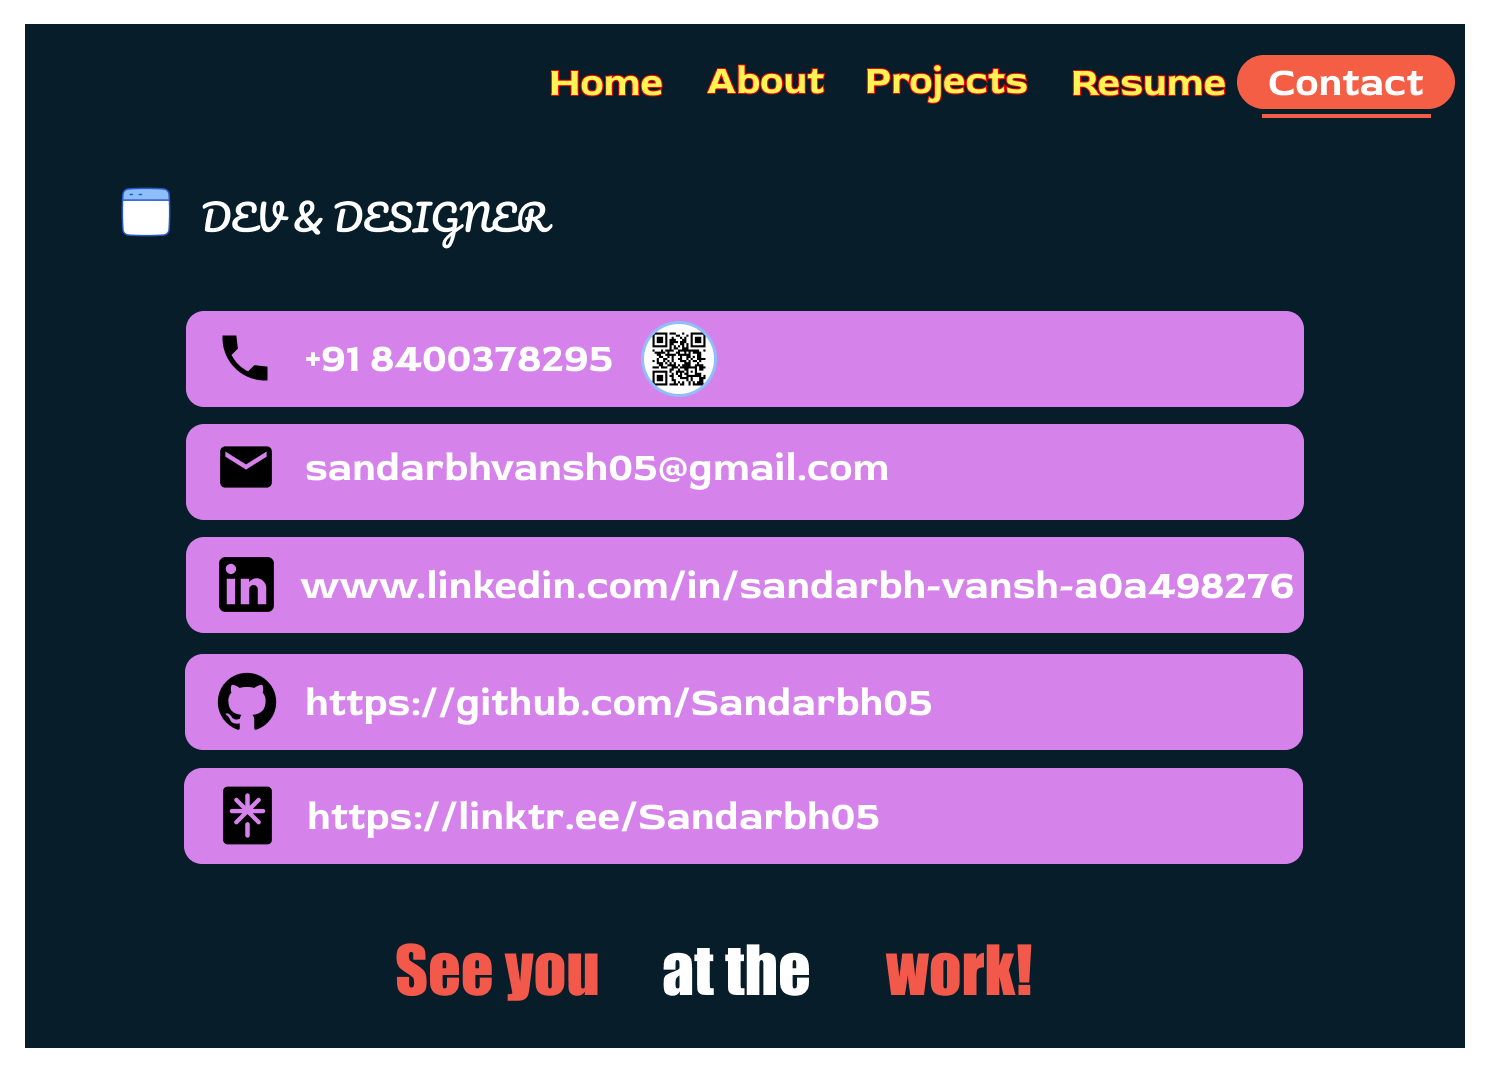 Home About Projects Resume Contact
DEV & DESIGNER
+91 8400378295
sandarbhvansh05@gmail.com
www.linkedin.com/in/sandarbh-vansh-a0a498276
https://github.com/Sandarbh05
https://linktr.ee/Sandarbh05
See you at the work!